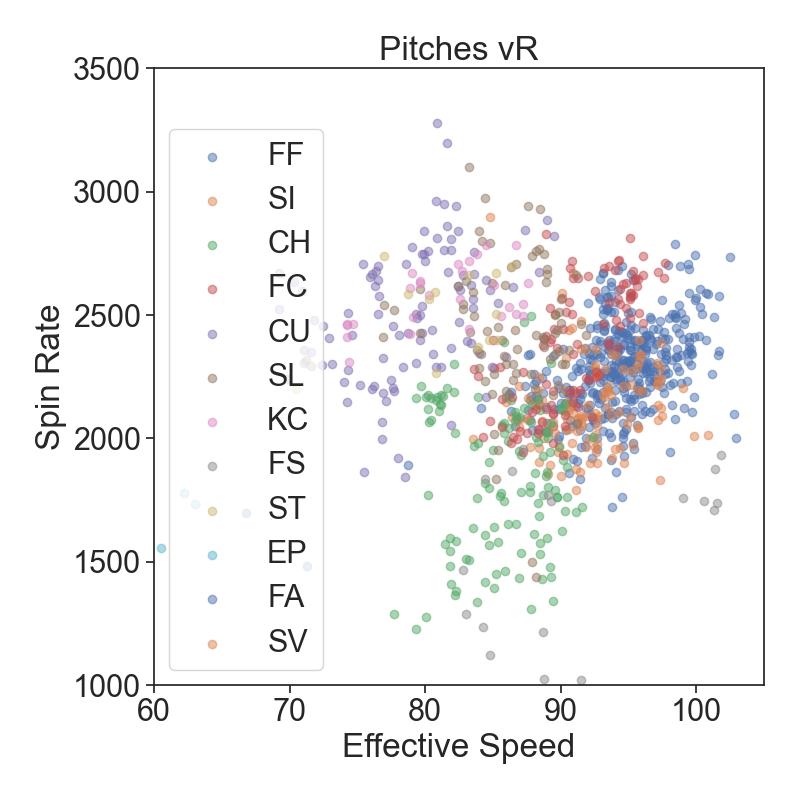 Pitches vR
3500
3000
2500
2000
1500
1000
Spin Rate
FF
SI
CH
FC
CU
SL
KC
FS
ST
EP
FA
SV
60 70 80 90 100
Effective Speed